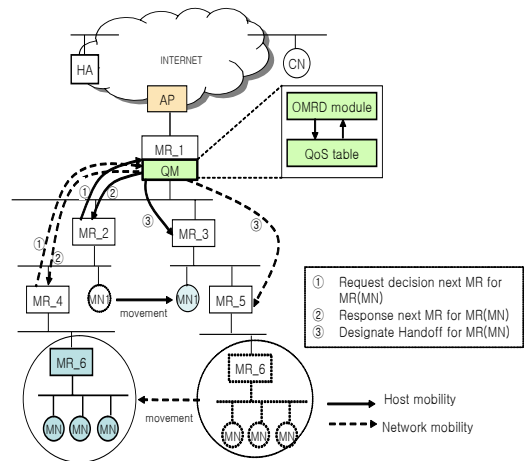 INTERNET
HA
CN
AP
OMRD module
QoS table
MR_1
QM
① ② ③ ③
① ②
MR_2
MR_3
MR_4
MN1
movement
MN1
MR_5
① Request decision next MR for
MR(MN)
② Response next MR for MR(MN)
③ Designate Handoff for MR(MN)
MR_6
MR_6
MN MN MN
movement
MN MN MN
Host mobility
Network mobility